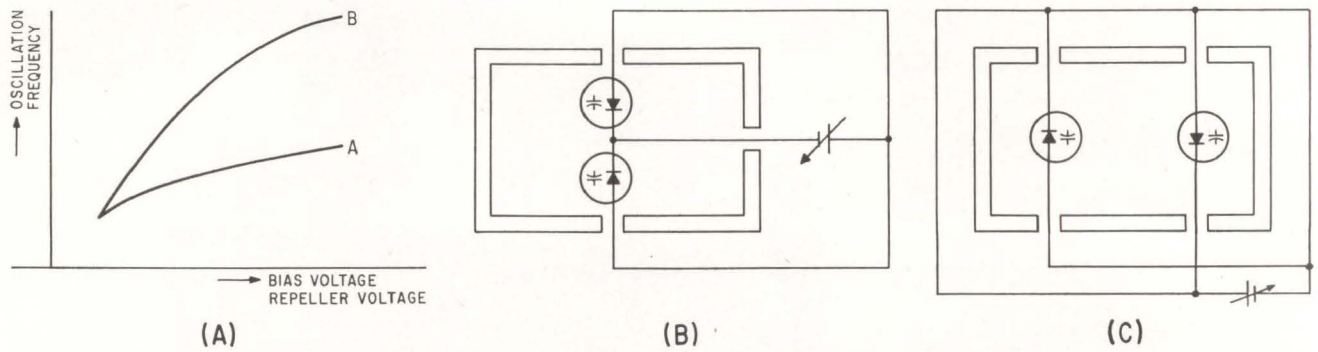 OSCILLATION
FREQUENCY
B
A
BIAS VOLTAGE
REPELLER VOLTAGE
(A)
(B)
(C)